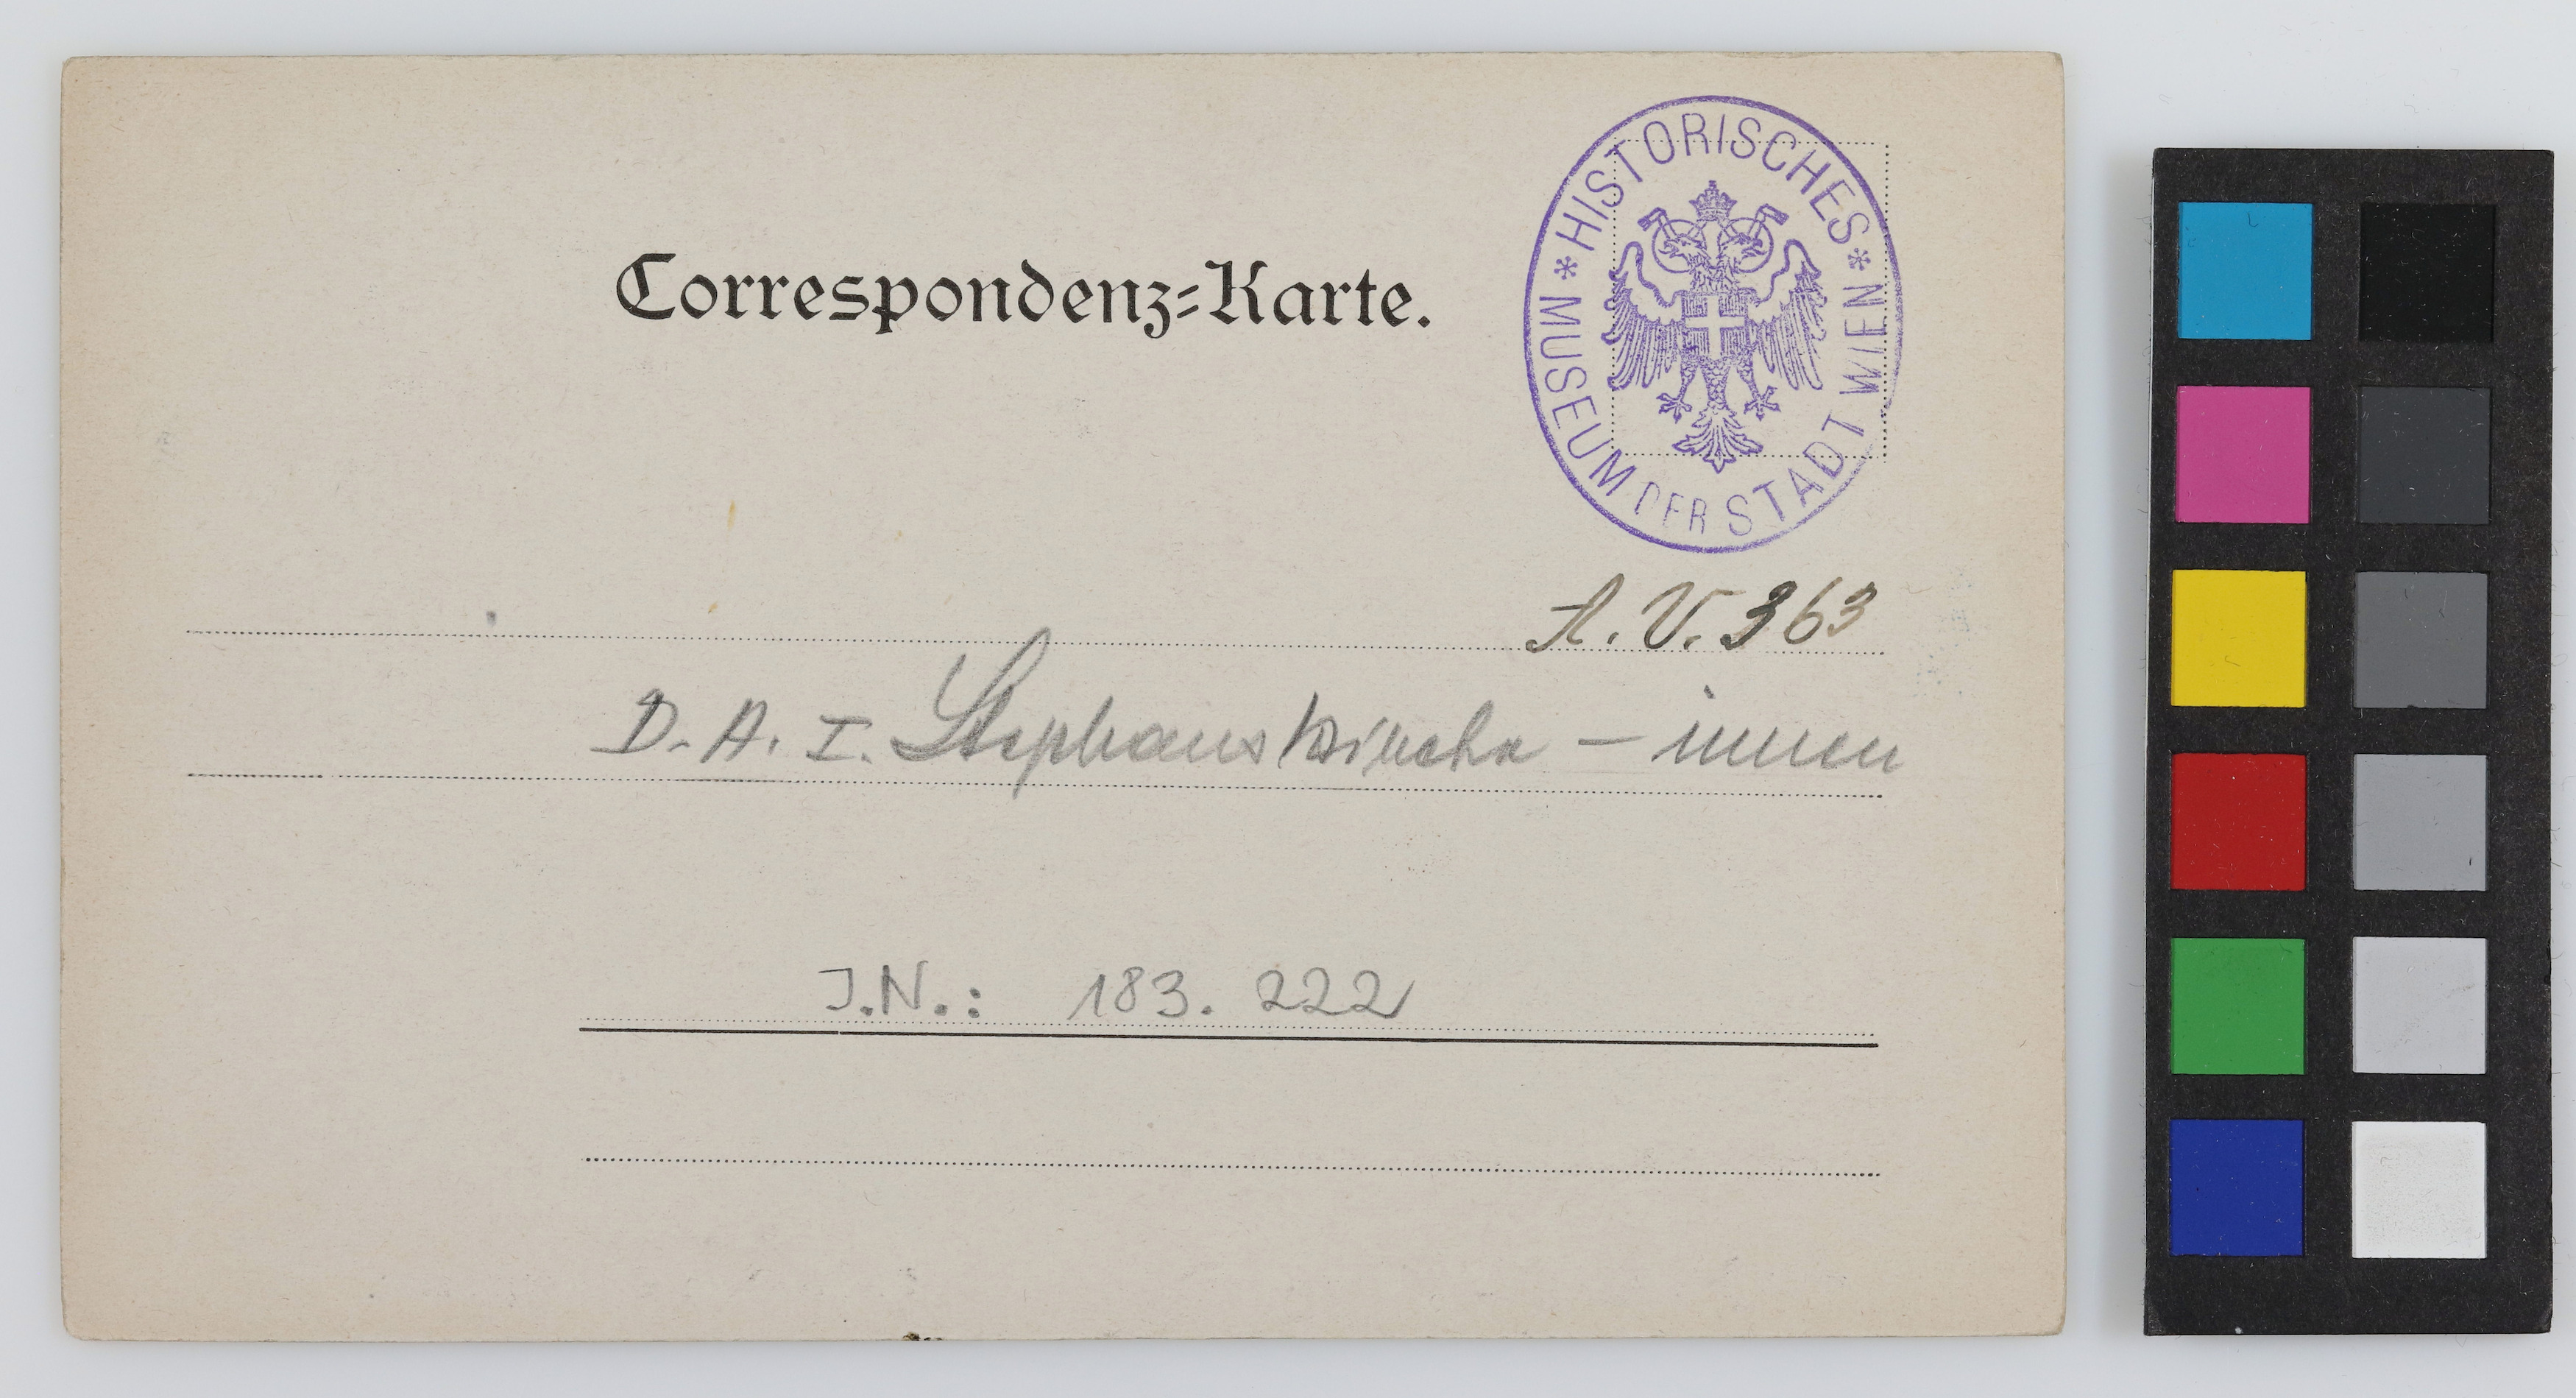 Correspondenz=Karte.
* HISTORISCHES *
MUSEUM DER STADT WIEN
A. V. 363
D. A. I. Stephanskirche – innen
J.N.: 183. 222